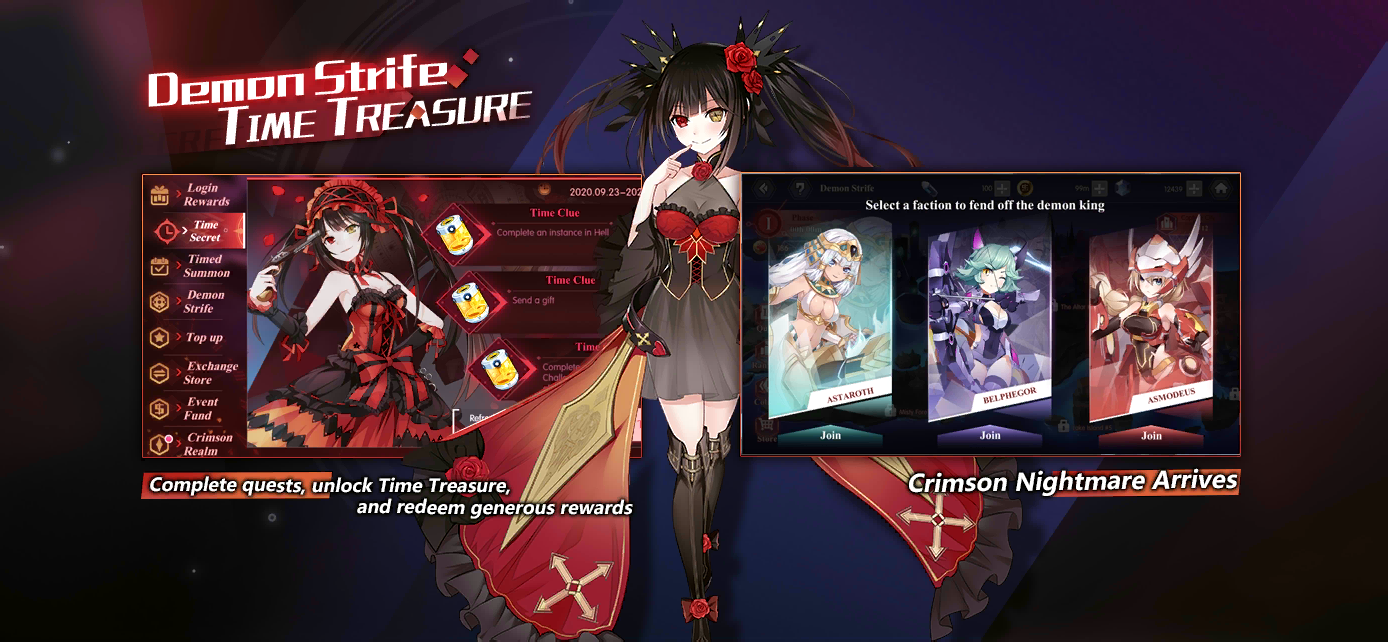 Demon Strife
TIME TREASURE
Login
Rewards
Time
Secret
Timed
Summon
Demon
Strife
Top up
Exchange
Store
Event
Fund
Crimson
Realm
2020.09.23~202
Time Clue
Complete an instance in Hell
Time Clue
Send a gift
Time
Complete
Challe
Refre
Demon Strife
100
99m
12439
Select a faction to fend off the demon king
ASTAROTH
BELPHEGOR
ASMODEUS
Join
Join
Join
Store
Complete quests, unlock Time Treasure,
and redeem generous rewards
Crimson Nightmare Arrives